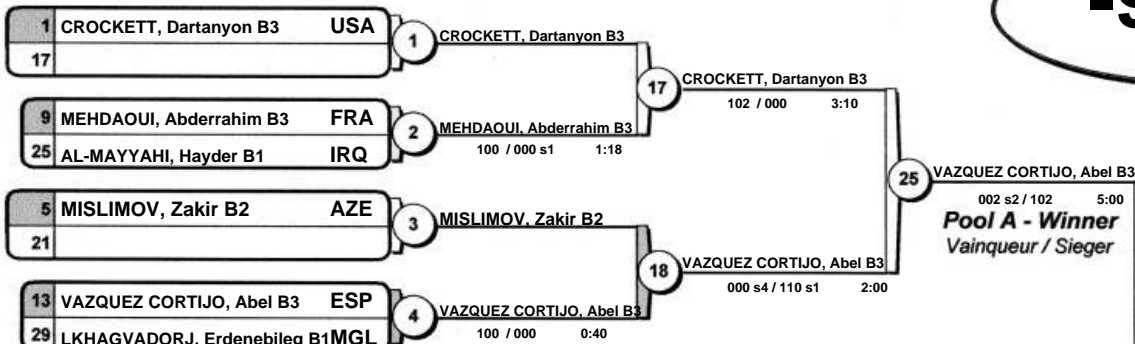 1 CROCKETT, Dartanyon B3 USA
17
1
CROCKETT, Dartanyon B3
9 MEHDAOUI, Abderrahim B3 FRA
25 AL-MAYYAHI, Hayder B1 IRQ
2
MEHDAOUI, Abderrahim B3
100 / 000 s1 1:18
17
CROCKETT, Dartanyon B3
102 / 000 3:10
5 MISLIMOV, Zakir B2 AZE
21
3
MISLIMOV, Zakir B2
13 VAZQUEZ CORTIJO, Abel B3 ESP
29 LKHAGVADORJ, Erdenebileg B1 MGL
4
VAZQUEZ CORTIJO, Abel B3
100 / 000 0:40
18
VAZQUEZ CORTIJO, Abel B3
000 s4 / 110 s1 2:00
25
VAZQUEZ CORTIJO, Abel B3
002 s2 / 102 5:00
Pool A - Winner
Vainqueur / Sieger